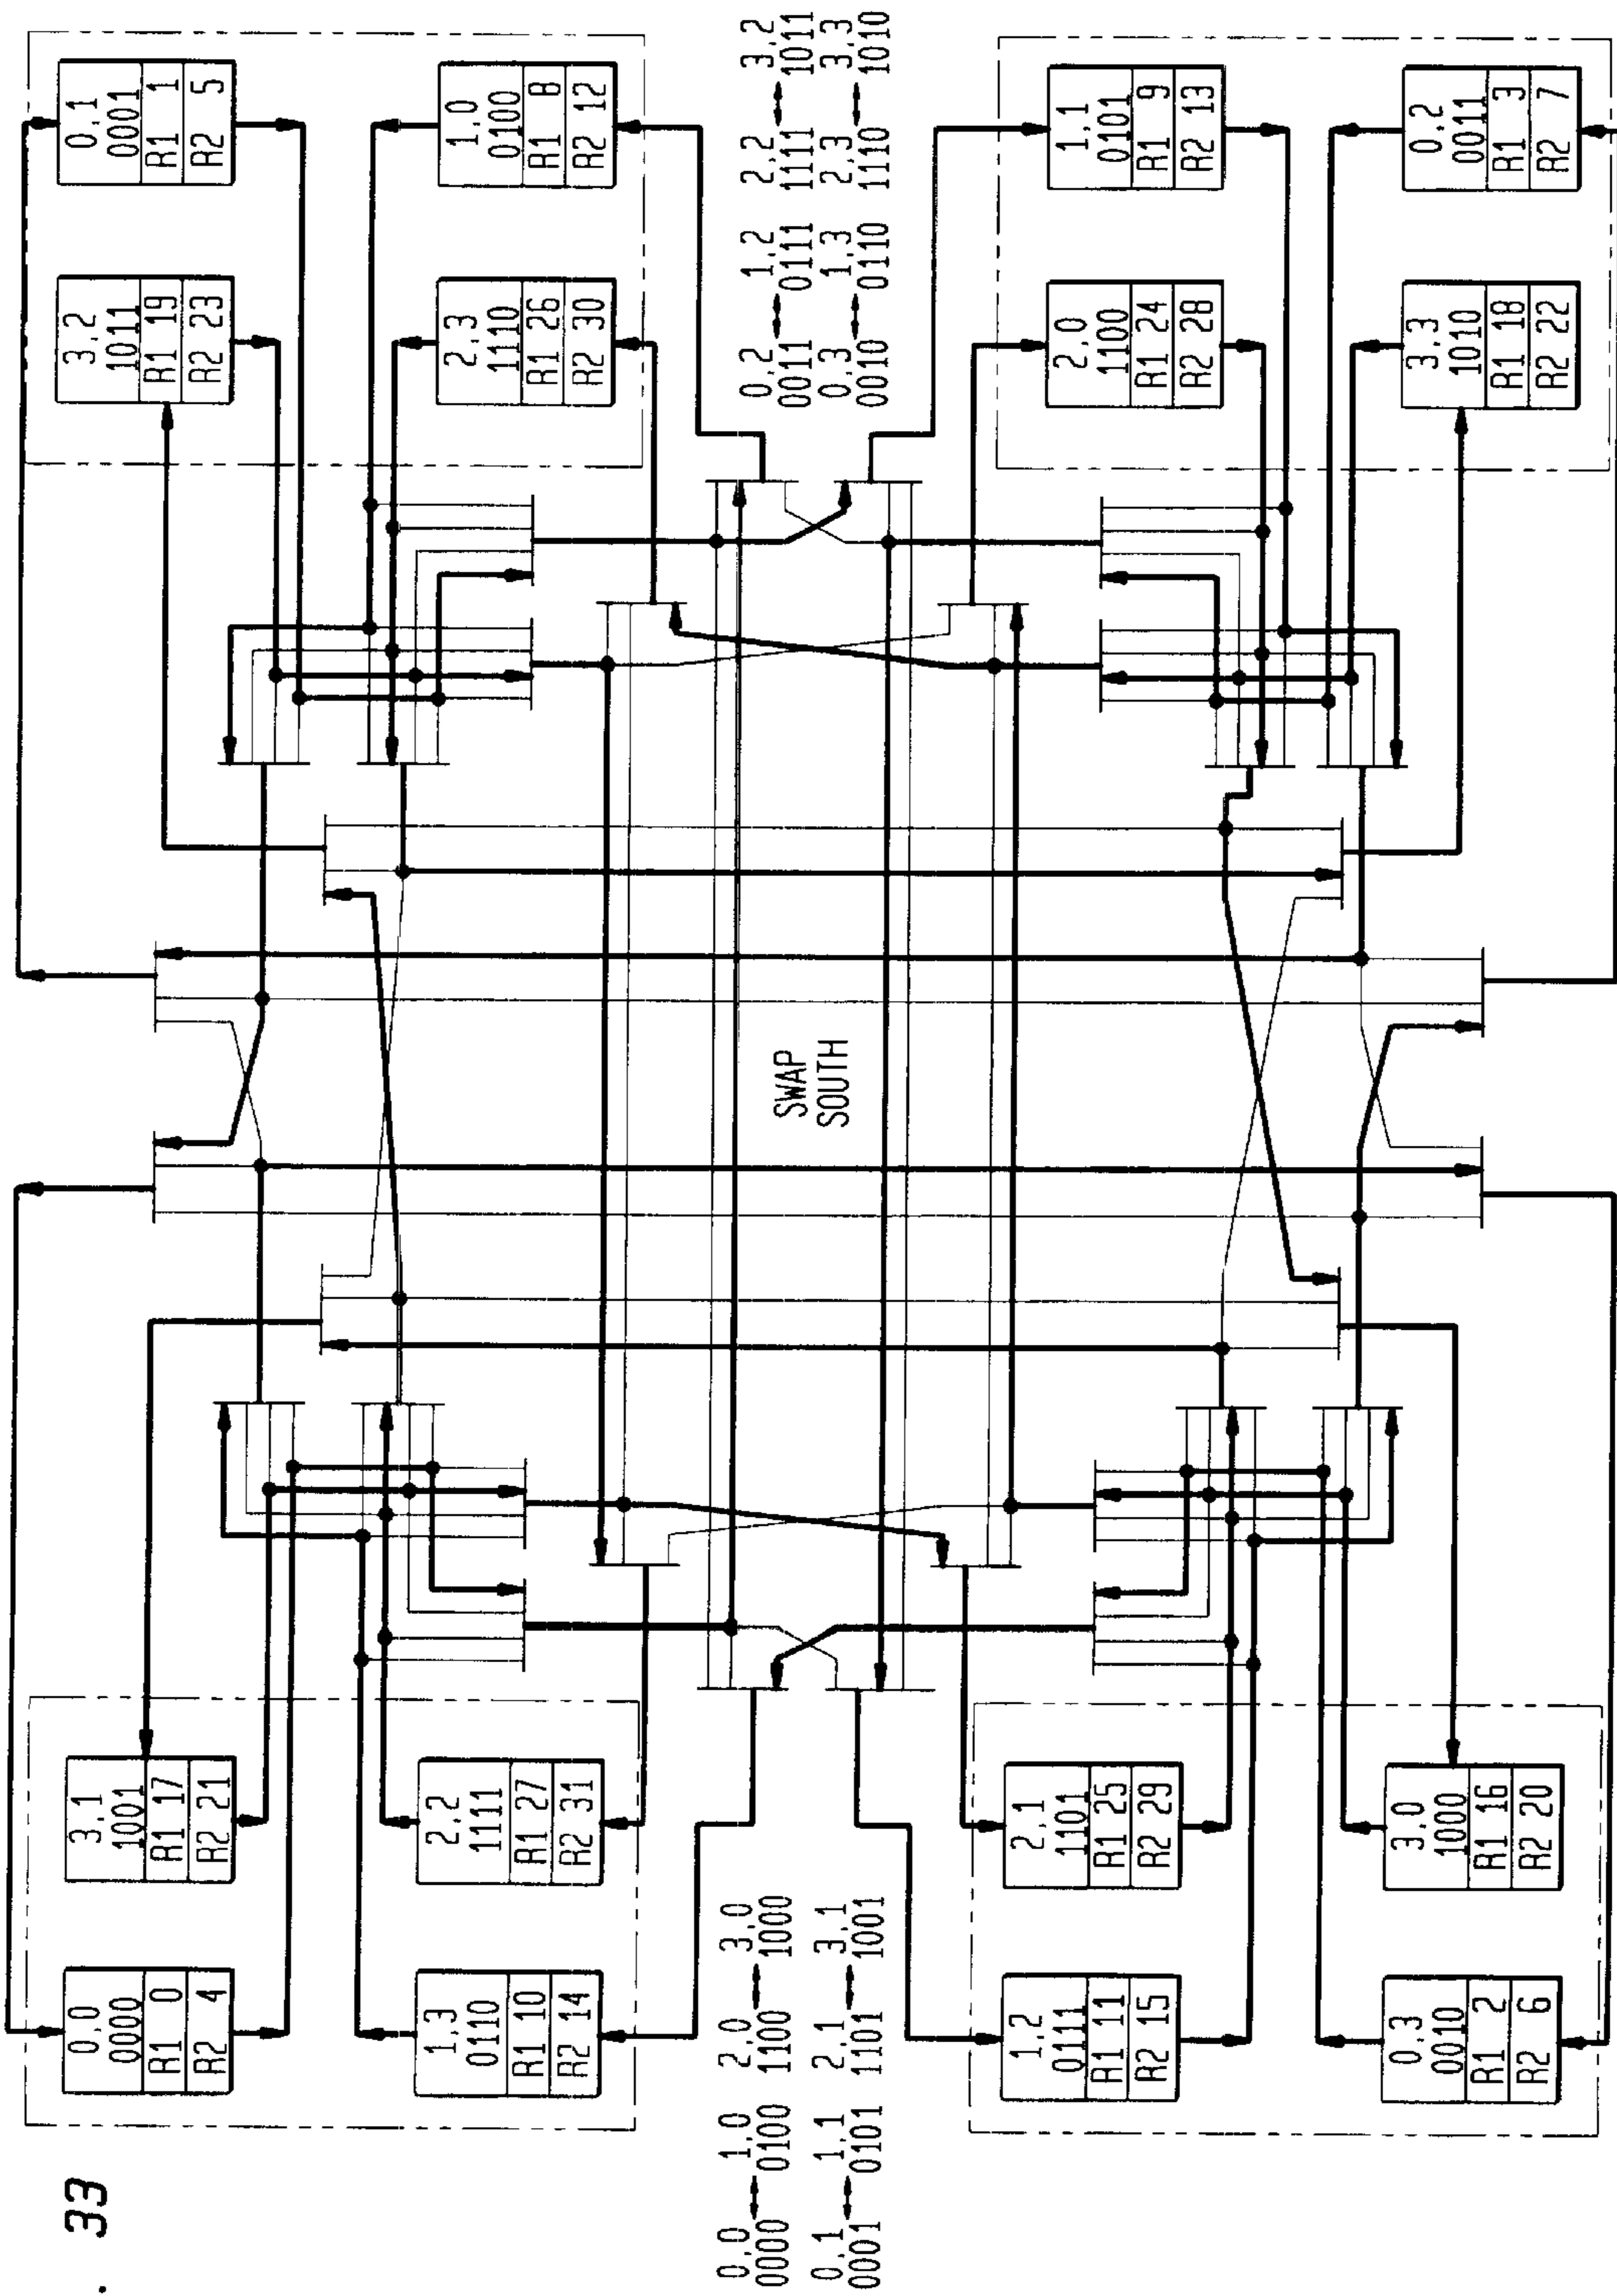 . 33
0,0
0000
R1 0
R2 4
3,1
1001
R1 17
R2 21
3,2
1011
R1 19
R2 23
0,1
0001
R1 1
R2 5
1,3
0110
R1 10
R2 14
2,2
1111
R1 27
R2 31
2,3
1110
R1 26
R2 30
1,0
0100
R1 8
R2 12
0,0 ↔ 1,0 2,0 ↔ 3,0
0000 0100 1100 1000
0,1 ↔ 1,1 2,1 ↔ 3,1
0001 0101 1101 1001
SWAP
SOUTH
0,2 ↔ 1,2 2,2 ↔ 3,2
0011 0111 1111 1011
0,3 ↔ 1,3 2,3 ↔ 3,3
0010 0110 1110 1010
1,2
0111
R1 11
R2 15
2,1
1101
R1 25
R2 29
2,0
1100
R1 24
R2 28
1,1
0101
R1 9
R2 13
0,3
0010
R1 2
R2 6
3,0
1000
R1 16
R2 20
3,3
1010
R1 18
R2 22
0,2
0011
R1 3
R2 7